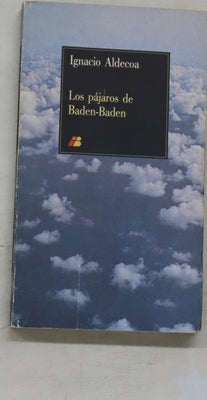 Ignacio Aldecoa
Los pájaros de
Baden-Baden